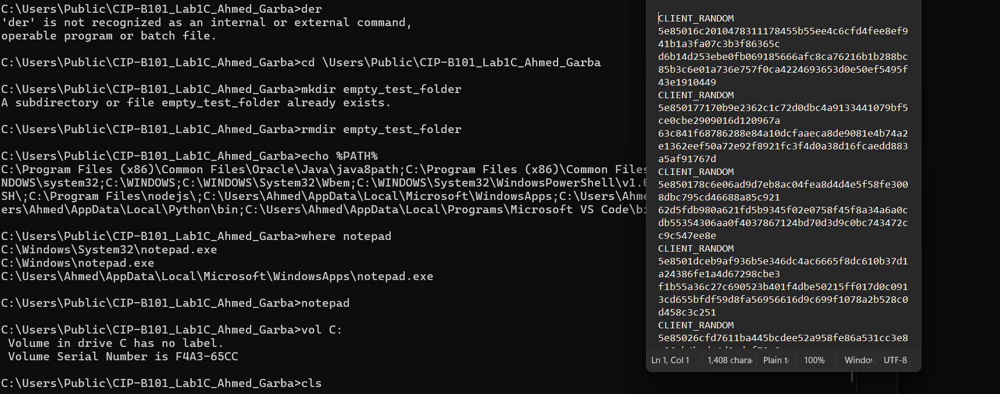 C:\Users\Public\CIP-B101_Lab1C_Ahmed_Garba>der
'der' is not recognized as an internal or external command,
operable program or batch file.
C:\Users\Public\CIP-B101_Lab1C_Ahmed_Garba>cd \Users\Public\CIP-B101_Lab1C_Ahmed_Garba
C:\Users\Public\CIP-B101_Lab1C_Ahmed_Garba>mkdir empty_test_folder
A subdirectory or file empty_test_folder already exists.
C:\Users\Public\CIP-B101_Lab1C_Ahmed_Garba>rmdir empty_test_folder
C:\Users\Public\CIP-B101_Lab1C_Ahmed_Garba>echo %PATH%
C:\Program Files (x86)\Common Files\Oracle\Java\java8path;C:\Program Files (x86)\Common Files
NDOWS\system32;C:\WINDOWS;C:\WINDOWS\System32\Wbem;C:\WINDOWS\System32\WindowsPowerShell\v1.0
SH\;C:\Program Files\nodejs\;C:\Users\Ahmed\AppData\Local\Microsoft\WindowsApps;C:\Users\Ahme
ers\Ahmed\AppData\Local\Python\bin;C:\Users\Ahmed\AppData\Local\Programs\Microsoft VS Code\bi
C:\Users\Public\CIP-B101_Lab1C_Ahmed_Garba>where notepad
C:\Windows\System32\notepad.exe
C:\Windows\notepad.exe
C:\Users\Ahmed\AppData\Local\Microsoft\WindowsApps\notepad.exe
C:\Users\Public\CIP-B101_Lab1C_Ahmed_Garba>notepad
C:\Users\Public\CIP-B101_Lab1C_Ahmed_Garba>vol C:
Volume in drive C has no label.
Volume Serial Number is F4A3-65CC
C:\Users\Public\CIP-B101_Lab1C_Ahmed_Garba>cls
CLIENT_RANDOM
5e85016c2010478311178455b55ee4c6cfd4fee8ef9
41b1a3fa07c3b3f86365c
d6b14d253ebe0fb069185666afc8ca76216b1b288bc
85b3c6e01a736e757f0ca4224693653d0e50ef5495f
43e1910449
CLIENT_RANDOM
5e850177170b9e2362c1c72d0dbc4a9133441079bf5
ce0cbe2909016d120967a
63c841f68786288e84a10dcfaaeca8de9081e4b74a2
e1362eef50a72e92f8921fc3f4d0a38d16fcaedd883
a5af91767d
CLIENT_RANDOM
5e850178c6e06ad9d7eb8ac04fea8d4d4e5f58fe300
8dbc795cd46688a85c921
62d5fdb980a621fd5b9345f02e0758f45f8a34a6a0c
db55354306aa0f4037867124bd70d3d9c0bc743472c
c9c547ee8e
CLIENT_RANDOM
5e8501dceb9af936b5e346dc4ac6665f8dc610b37d1
a24386fe1a4d67298cbe3
f1b55a36c27c690523b401f4dbe50215ff017d0c091
3cd655bfdf59d8fa56956616d9c699f1078a2b528c0
d458c3c251
CLIENT_RANDOM
5e85026cfd7611ba445bcdee52a958fe86a531cc3e8
Ln 1, Col 1 1,408 chara Plain t 100% Windov UTF-8